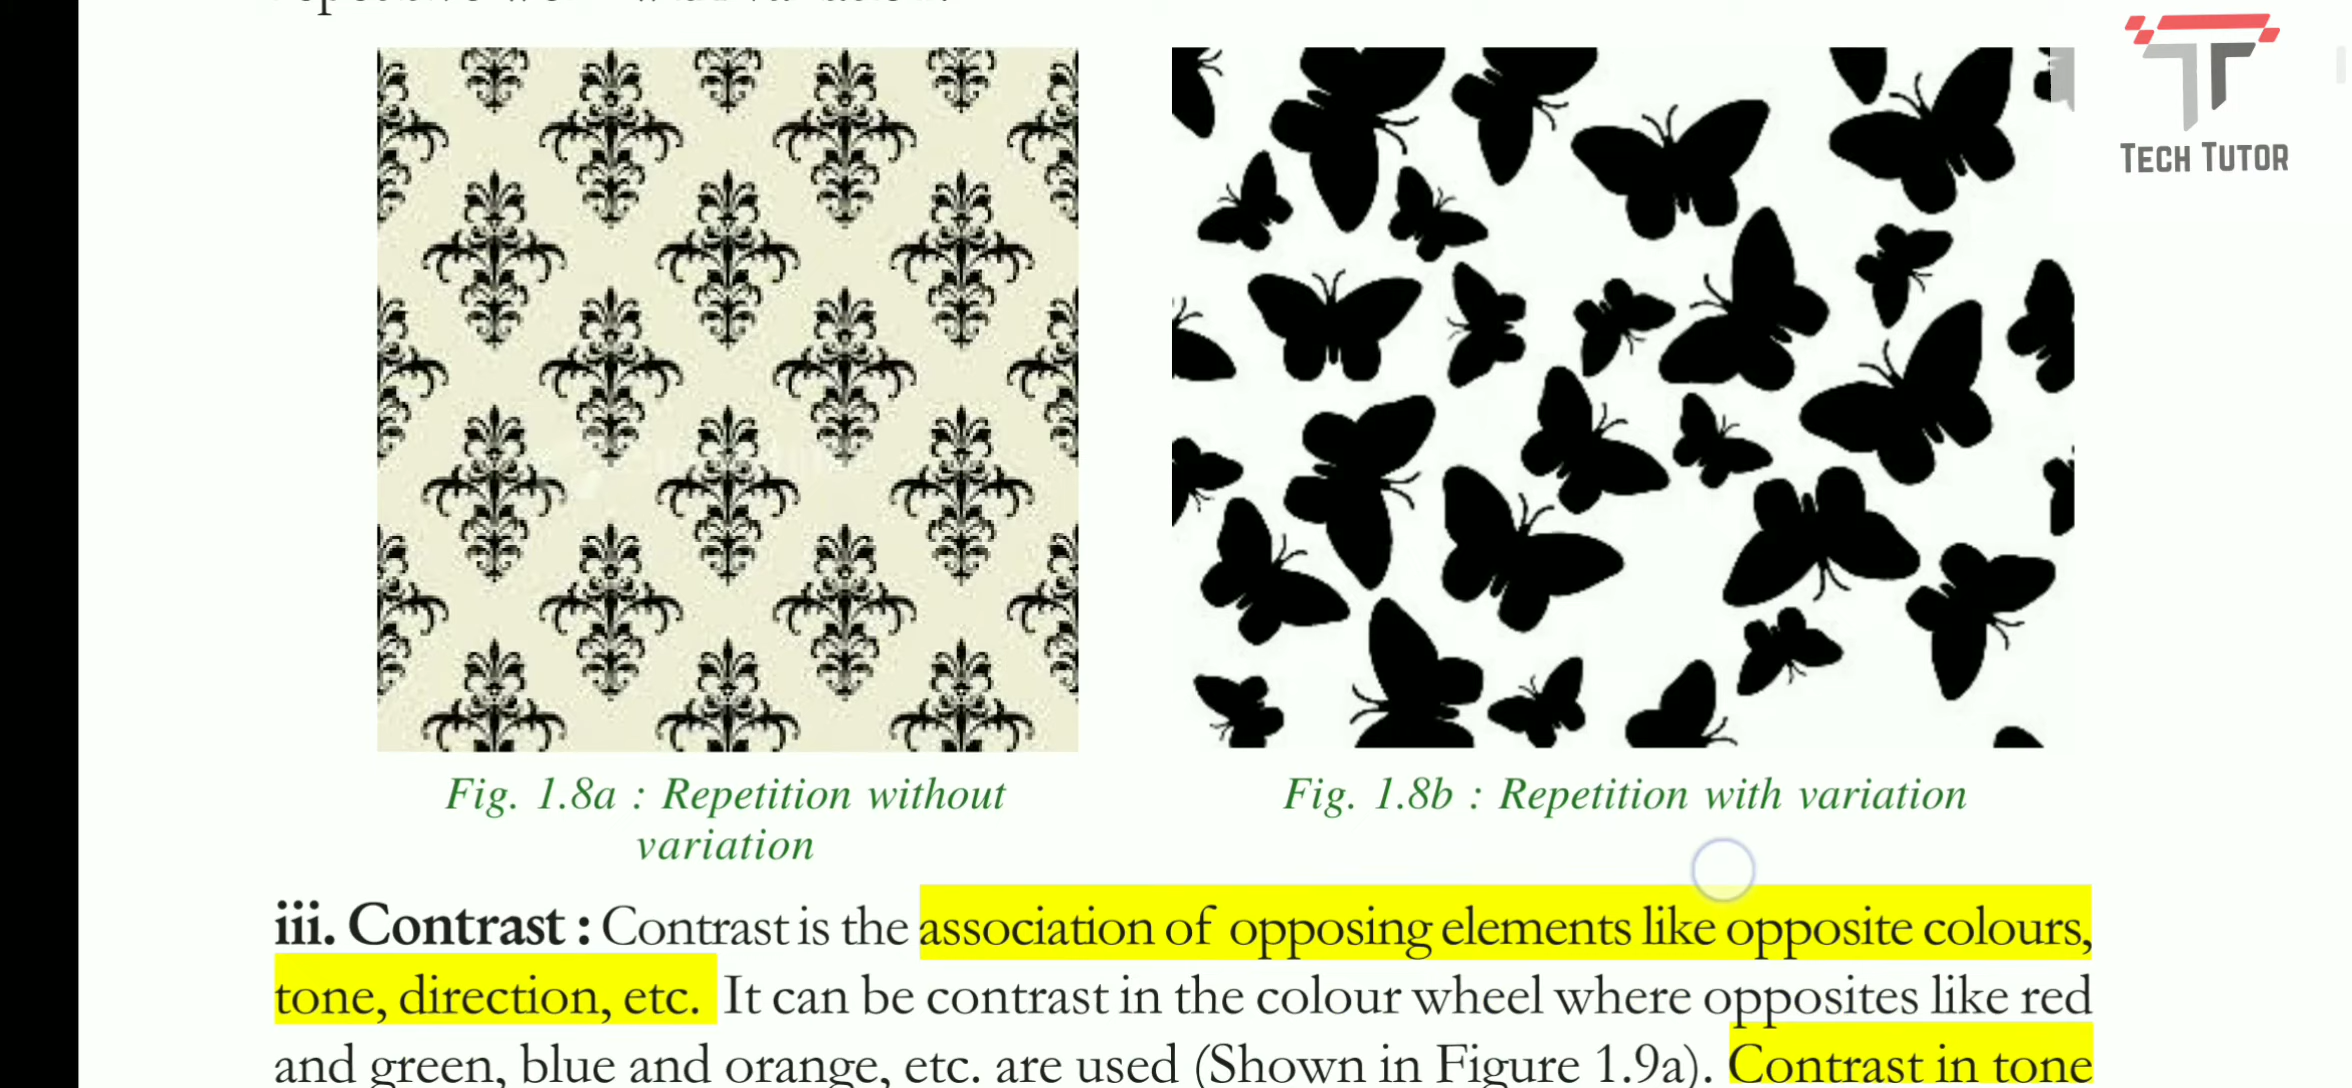 TECH TUTOR
Fig. 1.8a : Repetition without
variation
Fig. 1.8b : Repetition with variation
iii. Contrast : Contrast is the association of opposing elements like opposite colours,
tone, direction, etc. It can be contrast in the colour wheel where opposites like red
and green, blue and orange, etc. are used (Shown in Figure 1.9a). Contrast in tone